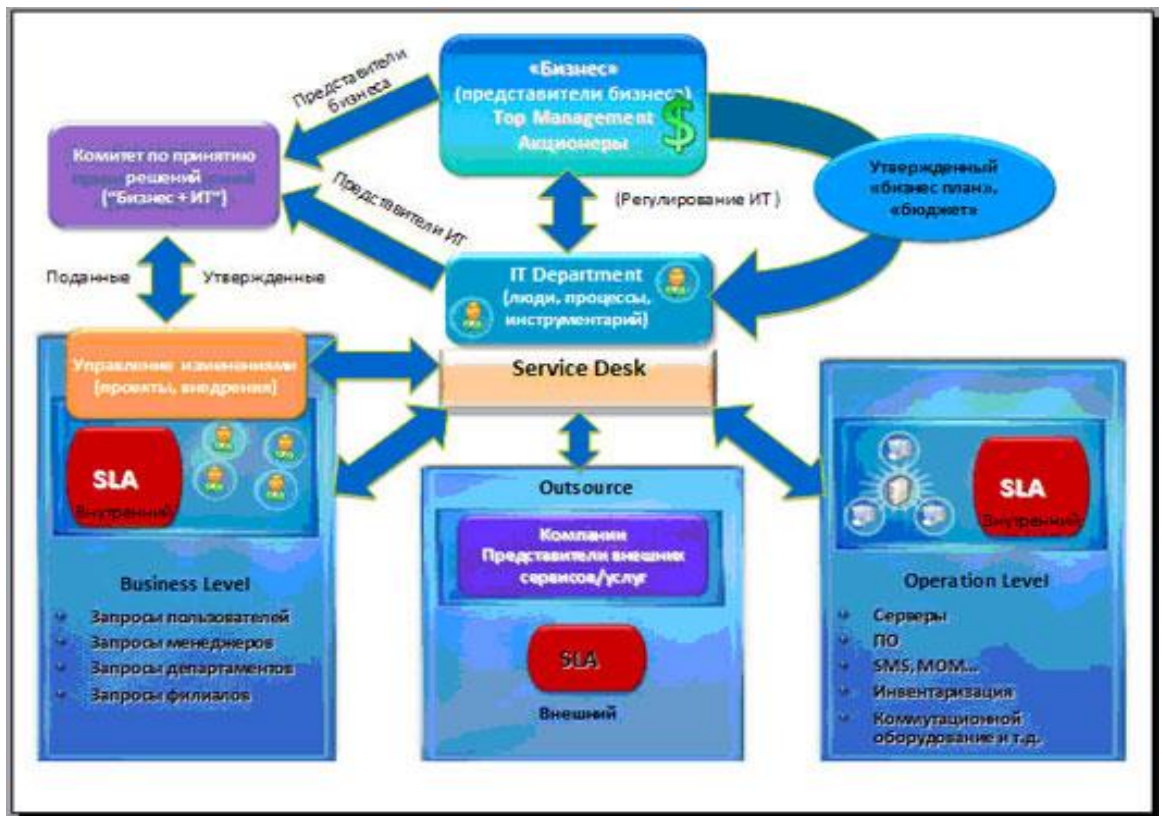 «Бизнес»
(представители бизнеса)
Top Management
Акционеры
Представители
бизнеса
Комитет по принятию
решений
("Бизнес + ИТ")
Утвержденный
«бизнес план»,
«бюджет»
(Регулирование ИТ )
Представители ИТ
IT Department
(люди, процессы,
инструментарий)
Поданные
Утвержденные
Управление изменениями
(проекты, внедрения)
Service Desk
SLA
Внутренний
Business Level
Запросы пользователей
Запросы менеджеров
Запросы департаментов
Запросы филиалов
Outsource
Компании
Представители внешних
сервисов/услуг
SLA
Внешний
SLA
Внутренний
Operation Level
Серверы
ПО
SMS, MOM...
Инвентаризация
Коммутационной
оборудование и т.д.